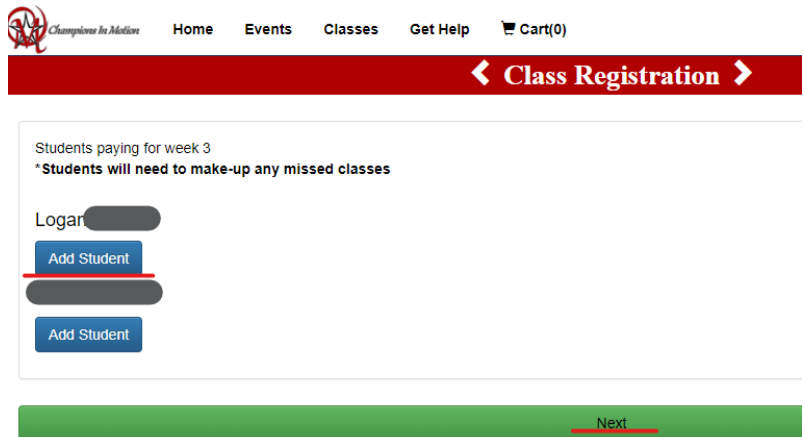 Champions In Motion Home Events Classes Get Help Cart(0)
Class Registration
Students paying for week 3
*Students will need to make-up any missed classes
Logan
Add Student
Add Student
Next